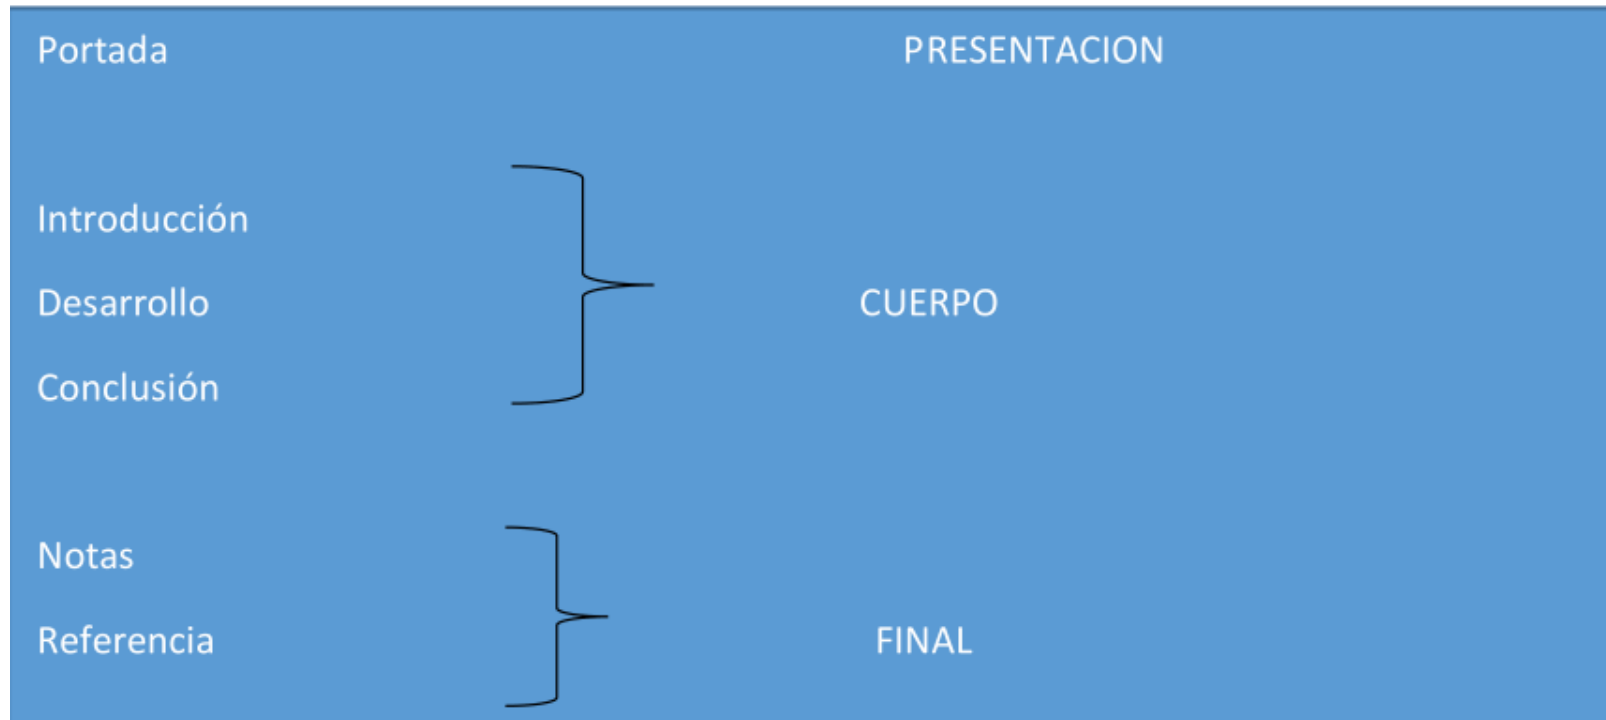 Portada PRESENTACION
Introducción
Desarrollo CUERPO
Conclusión
Notas
Referencia FINAL